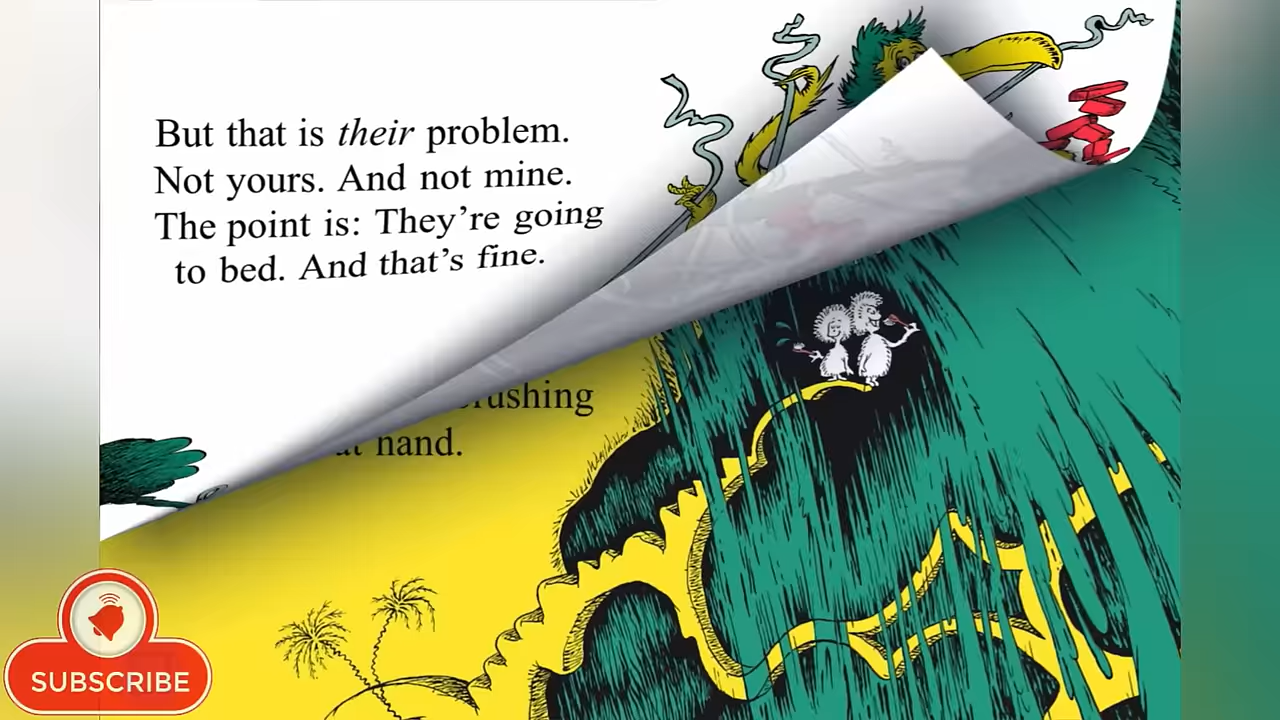 But that is their problem.
Not yours. And not mine.
The point is: They're going
to bed. And that's fine.
hand.
SUBSCRIBE